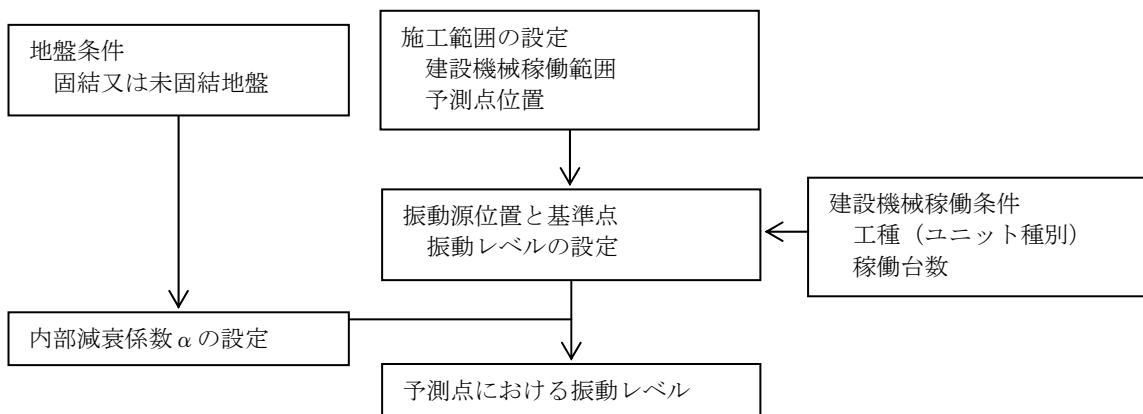 地盤条件
固結又は未固結地盤
施工範囲の設定
建設機械稼働範囲
予測点位置
振動源位置と基準点
振動レベルの設定
建設機械稼働条件
工種（ユニット種別）
稼働台数
内部減衰係数αの設定
予測点における振動レベル